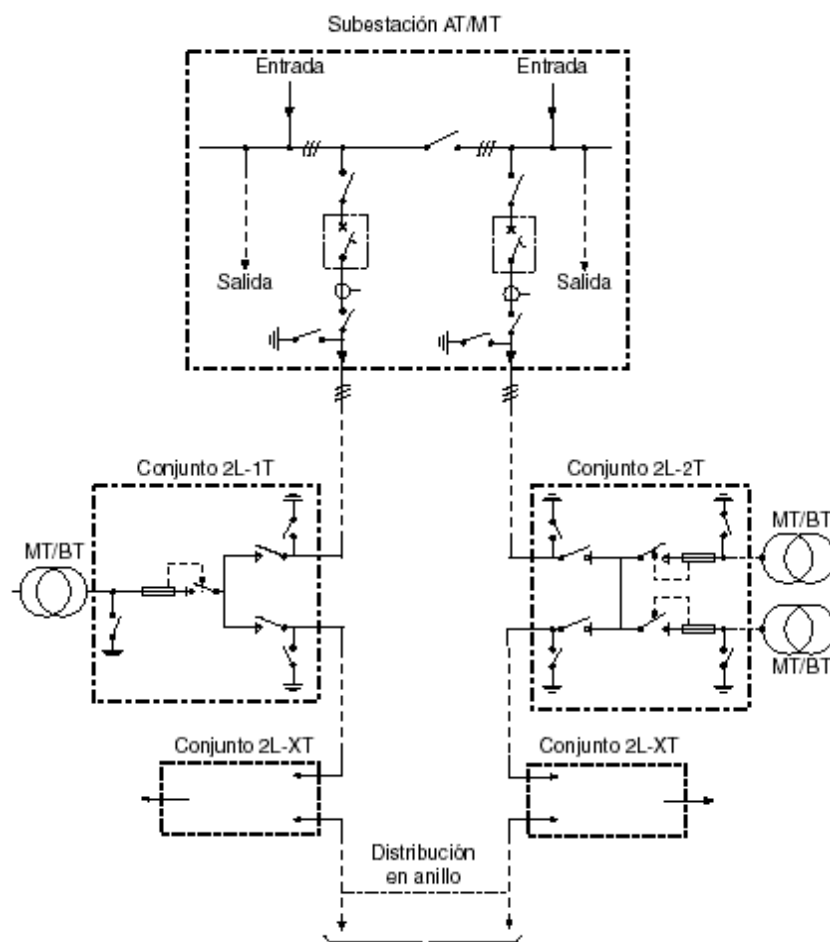 Subestación AT/MT
Entrada
Entrada
Salida
Salida
Conjunto 2L-1T
Conjunto 2L-2T
MT/BT
MT/BT
MT/BT
Conjunto 2L-XT
Conjunto 2L-XT
Distribución
en anillo